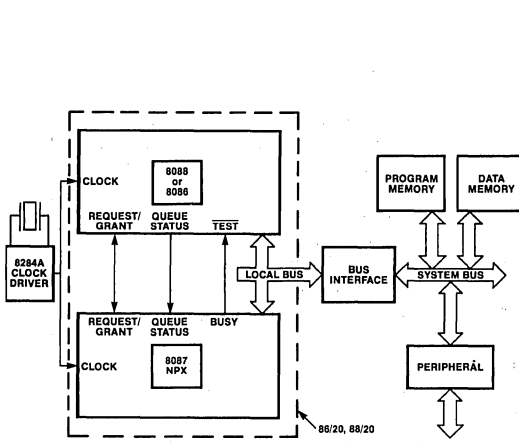 8284A
CLOCK
DRIVER
CLOCK
8088
or
8086
REQUEST/
GRANT
QUEUE
STATUS
TEST
LOCAL BUS
REQUEST/
GRANT
QUEUE
STATUS
BUSY
CLOCK
8087
NPX
BUS
INTERFACE
PROGRAM
MEMORY
DATA
MEMORY
SYSTEM BUS
PERIPHERAL
86/20, 88/20